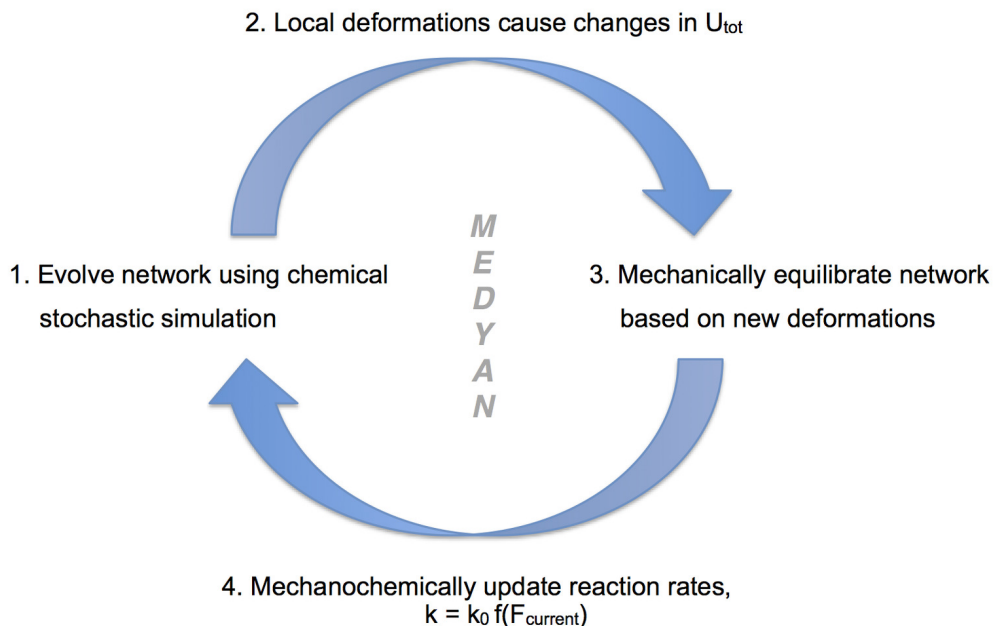 2. Local deformations cause changes in Utot
MEDYAN
1. Evolve network using chemical
stochastic simulation
3. Mechanically equilibrate network
based on new deformations
4. Mechanochemically update reaction rates,
k = k0 f(Fcurrent)